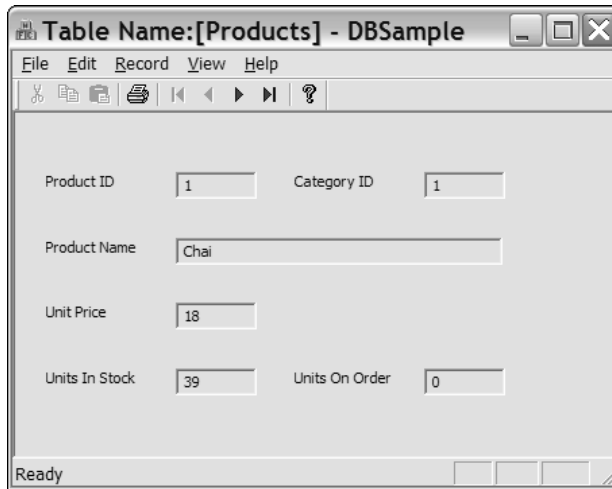 Table Name:[Products] - DBSample
File Edit Record View Help
Product ID 1 Category ID 1
Product Name Chai
Unit Price 18
Units In Stock 39 Units On Order 0
Ready